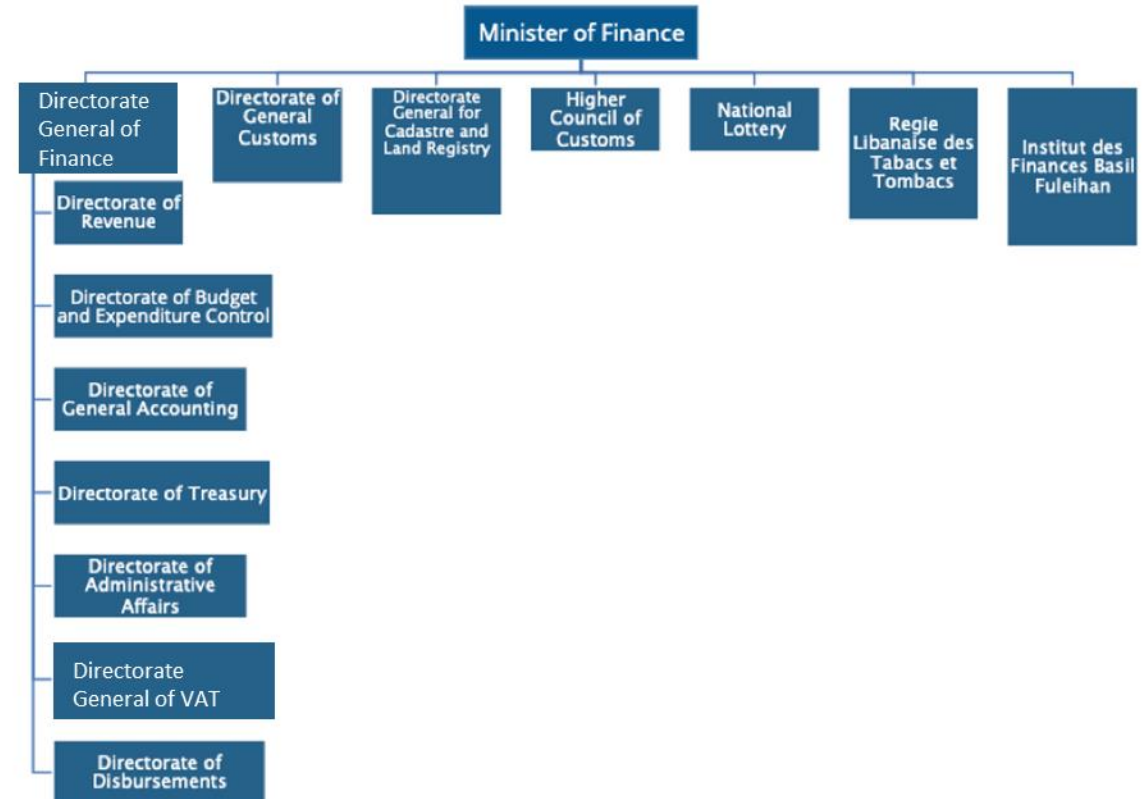 Minister of Finance
Directorate
General of
Finance
Directorate of
General
Customs
Directorate
General for
Cadastre and
Land Registry
Higher
Council of
Customs
National
Lottery
Regie
Libanaise des
Tabacs et
Tombacs
Institut des
Finances Basil
Fuleihan
Directorate of
Revenue
Directorate of Budget
and Expenditure Control
Directorate of
General Accounting
Directorate of Treasury
Directorate of
Administrative
Affairs
Directorate
General of VAT
Directorate of
Disbursements